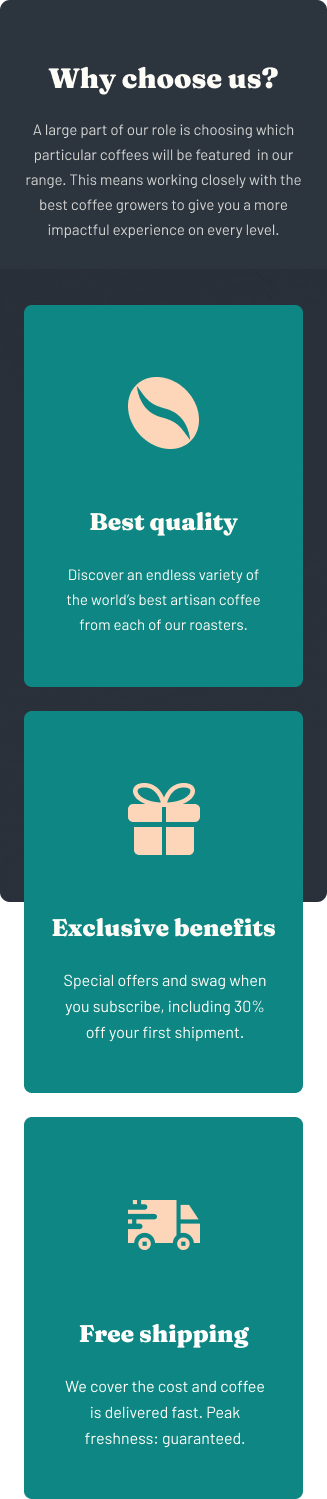 Why choose us?
A large part of our role is choosing which
particular coffees will be featured  in our
range. This means working closely with the
best coffee growers to give you a more
impactful experience on every level.
Best quality
Discover an endless variety of
the world’s best artisan coffee
from each of our roasters.
Exclusive benefits
Special offers and swag when
you subscribe, including 30%
off your first shipment.
Free shipping
We cover the cost and coffee
is delivered fast. Peak
freshness: guaranteed.